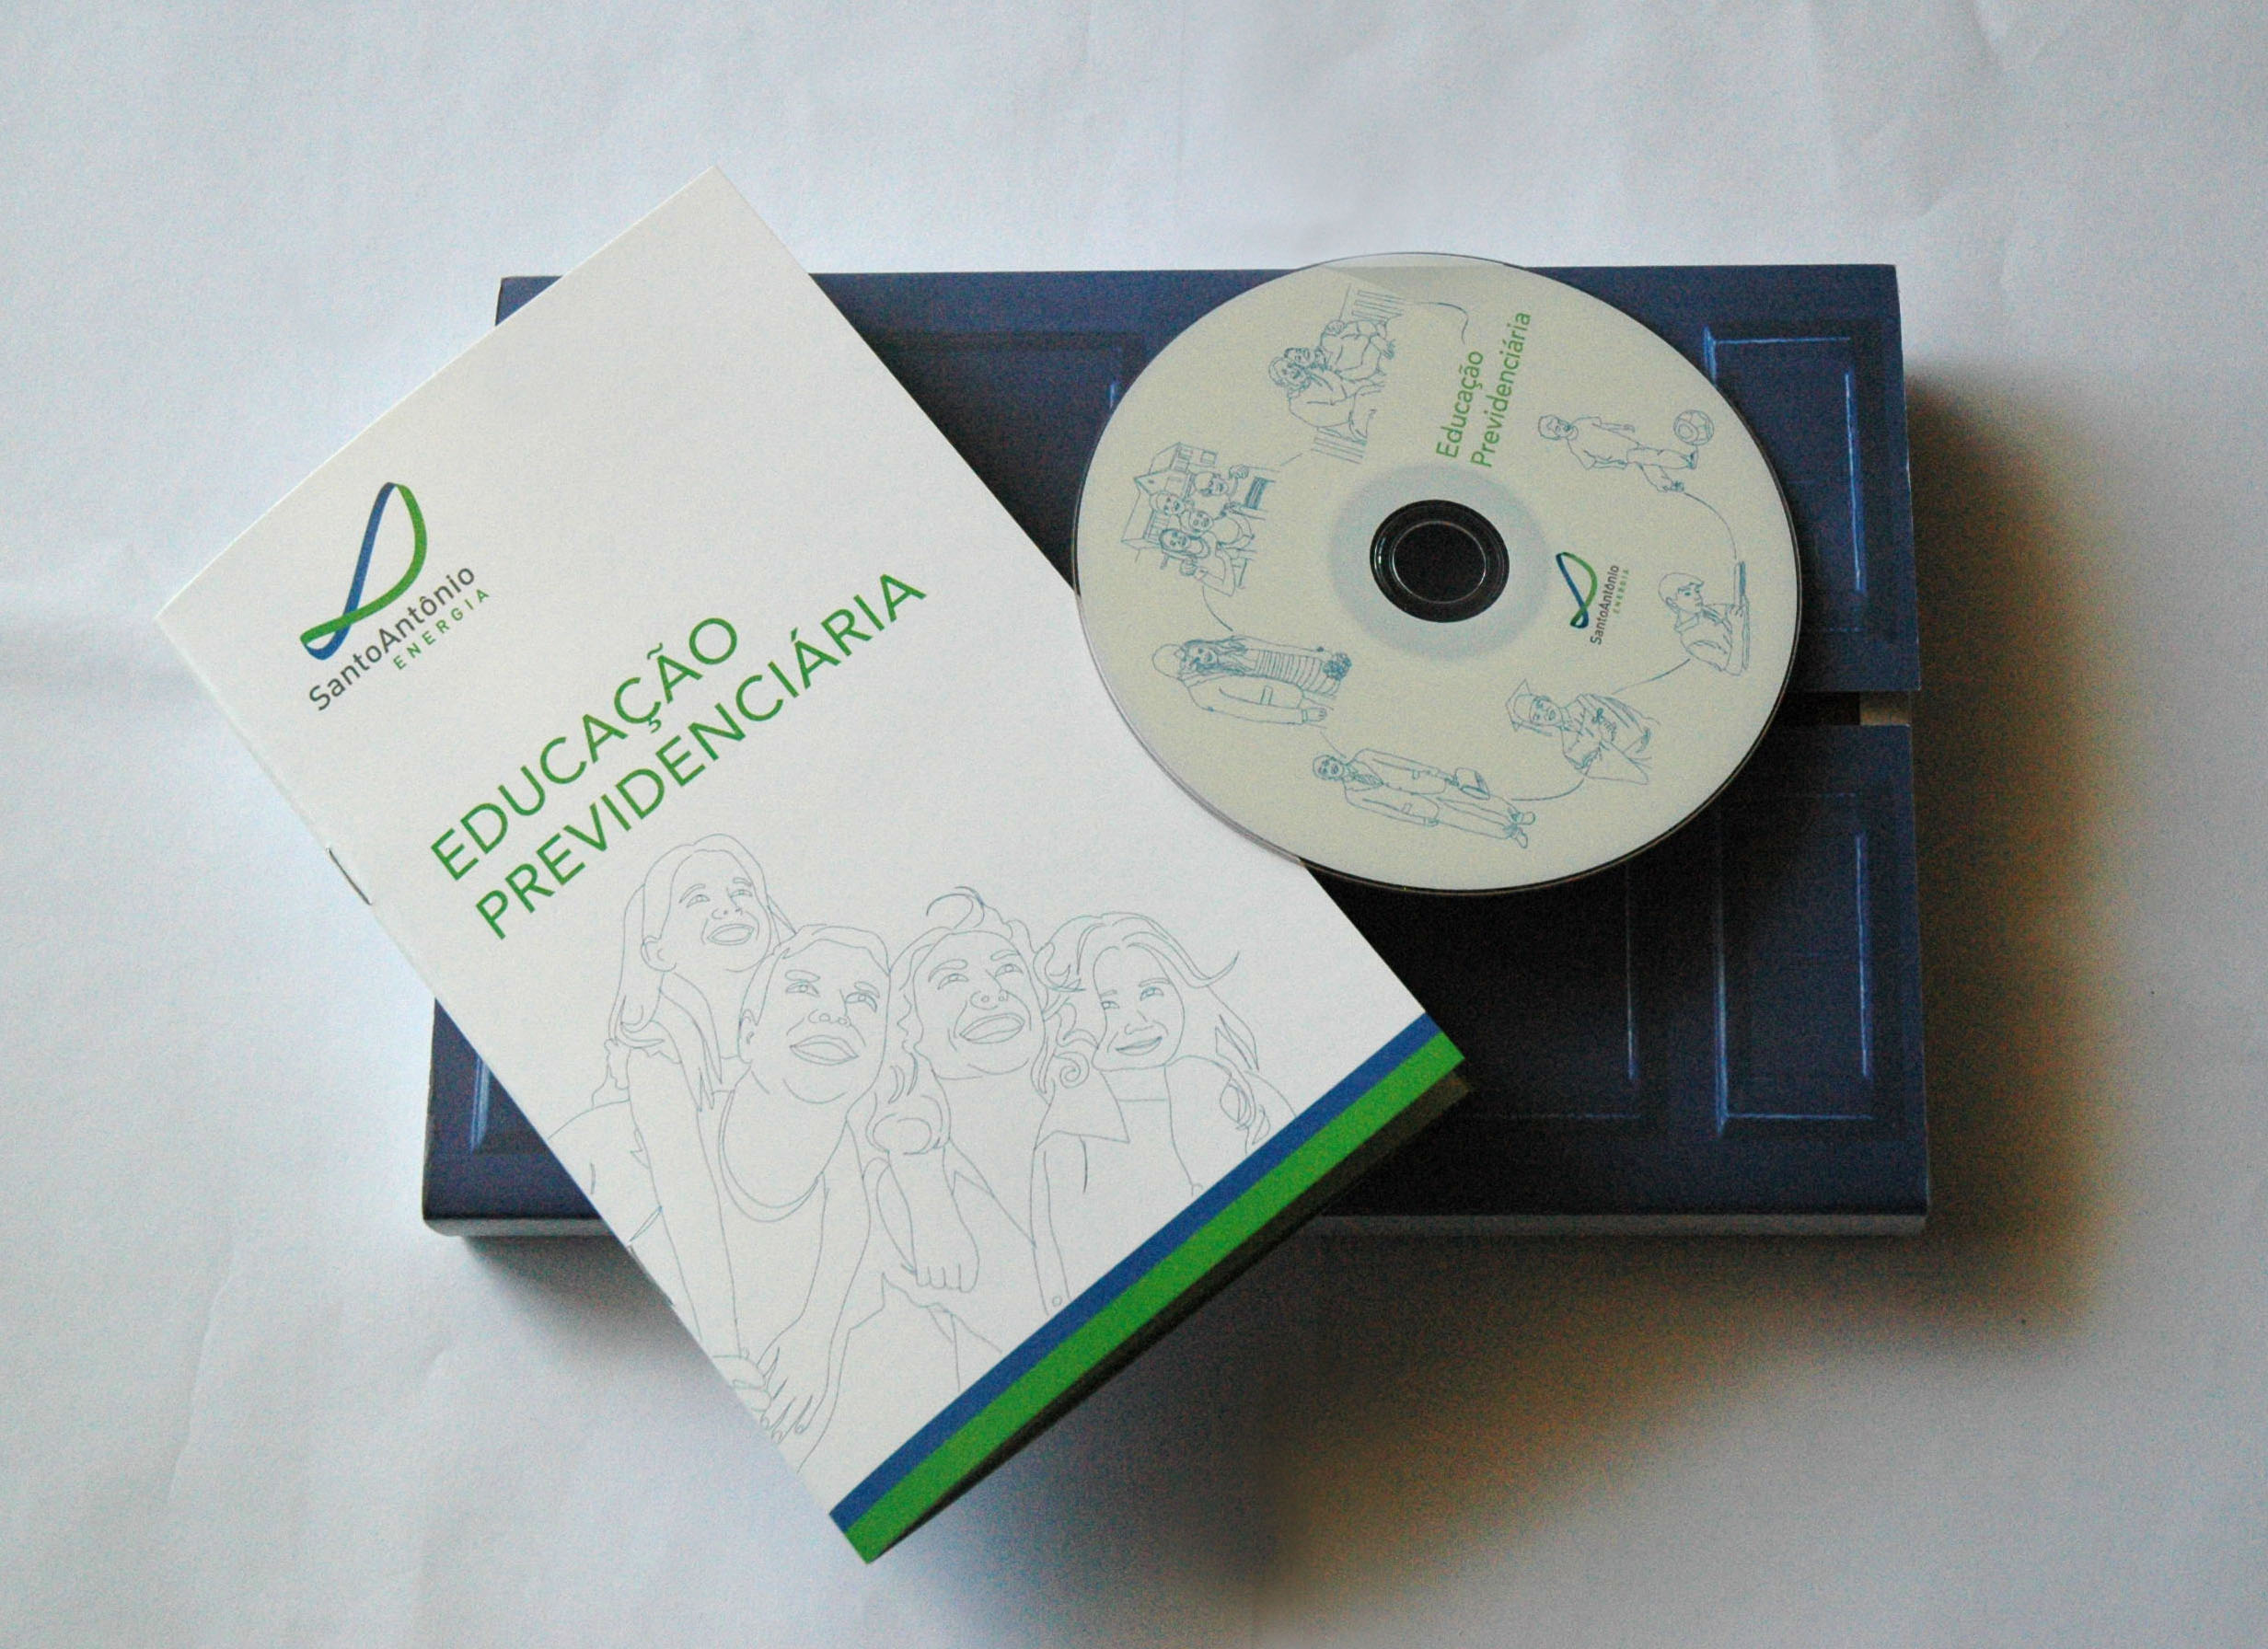 SantoAntônio
ENERGIA
EDUCAÇÃO
PREVIDENCIÁRIA
Educação
Previdenciária
SantoAntônio
ENERGIA